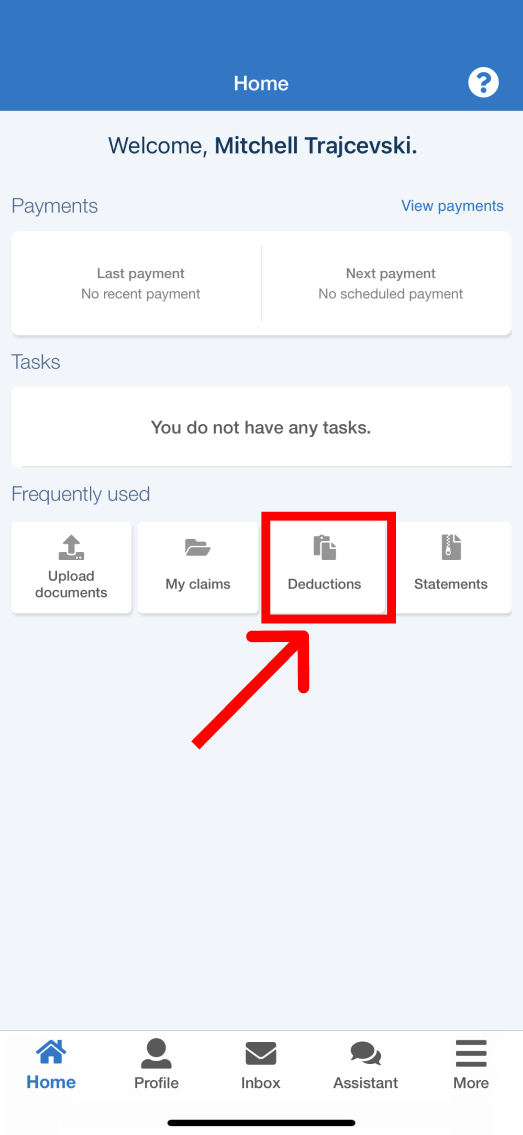 Home
?
Welcome, Mitchell Trajcevski.
Payments
View payments
Last payment
No recent payment
Next payment
No scheduled payment
Tasks
You do not have any tasks.
Frequently used
Upload
documents
My claims
Deductions
Statements
Home
Profile
Inbox
Assistant
More